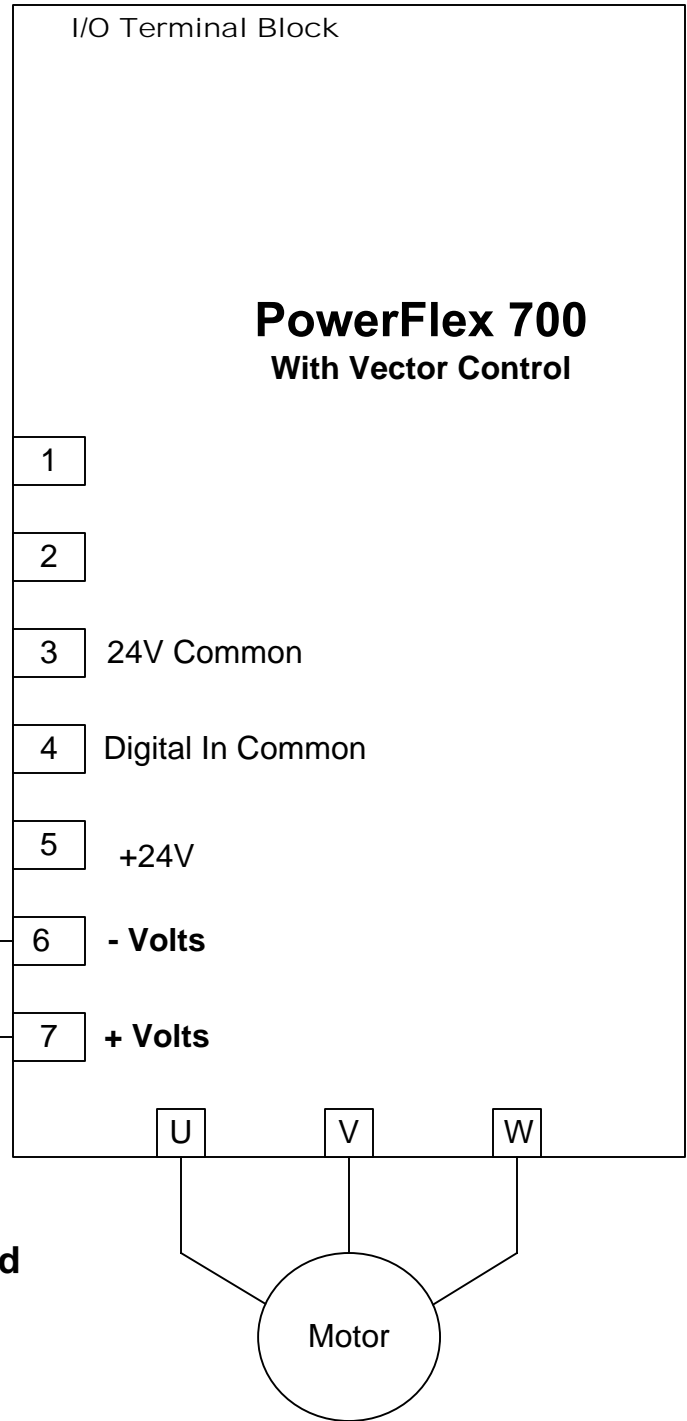 I/O Terminal Block
PowerFlex 700
With Vector Control
1
2
3 24V Common
4 Digital In Common
5 +24V
6 - Volts
7 + Volts
U V W
d
Motor